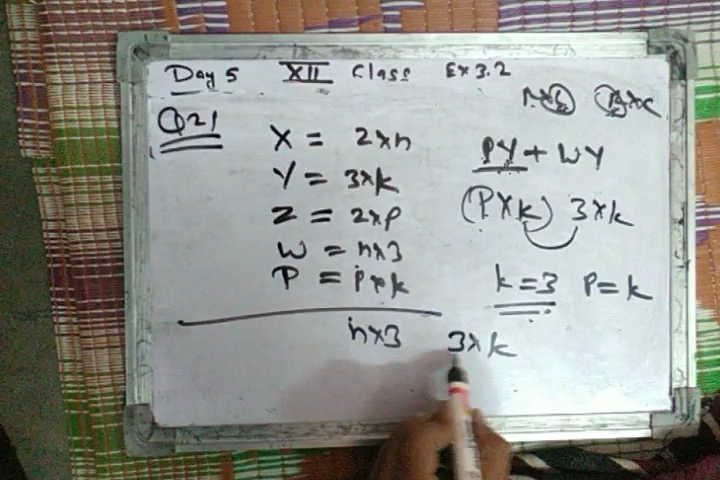 Day 5 XII Class Ex 3.2
Q21
X = 2×n
Y = 3×k
Z = 2×p
W = n×3
P = p×k
PY + WY
(P×k) 3×k
k=3 P=k
n×3 3×k